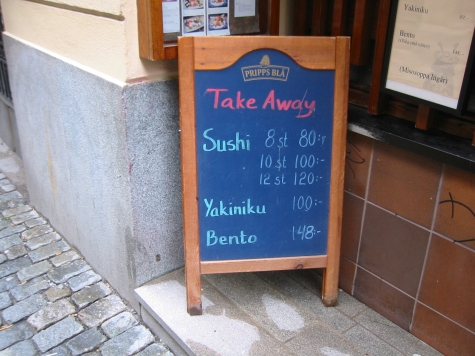 Yakiniku
Bento
(Misosoppa Ingår)
PRIPPS BLÅ
Take Away
Sushi 8 st 80:-
10 st 100:-
12 st 120:-
Yakiniku 100:-
Bento 148:-